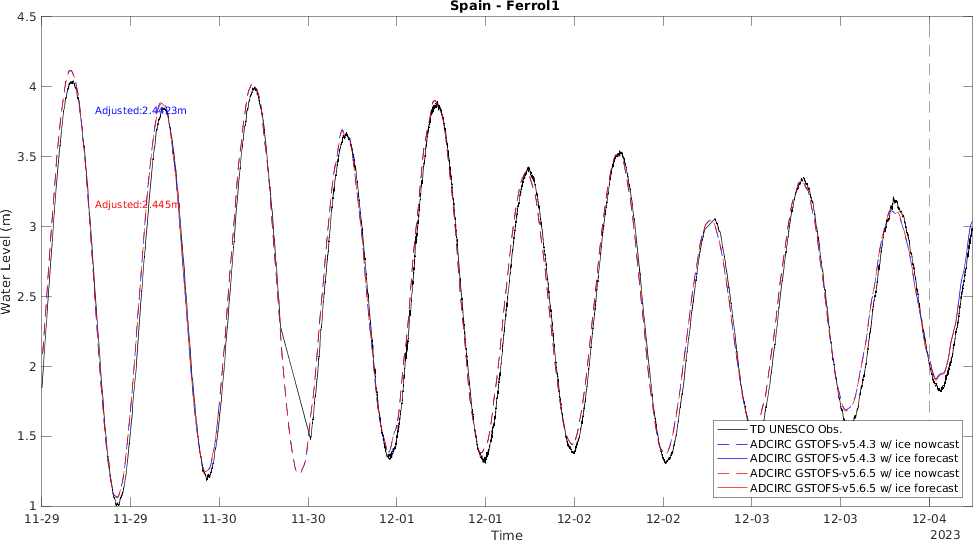 Spain - Ferrol1
4.5
4
3.5
3
2.5
2
1.5
1
Water Level (m)
Adjusted:2.4423m
Adjusted:2.445m
TD UNESCO Obs.
ADCIRC GSTOFS-v5.4.3 w/ ice nowcast
ADCIRC GSTOFS-v5.4.3 w/ ice forecast
ADCIRC GSTOFS-v5.6.5 w/ ice nowcast
ADCIRC GSTOFS-v5.6.5 w/ ice forecast
11-29 11-29 11-30 11-30 12-01 12-01 12-02 12-02 12-03 12-03 12-04
2023
Time